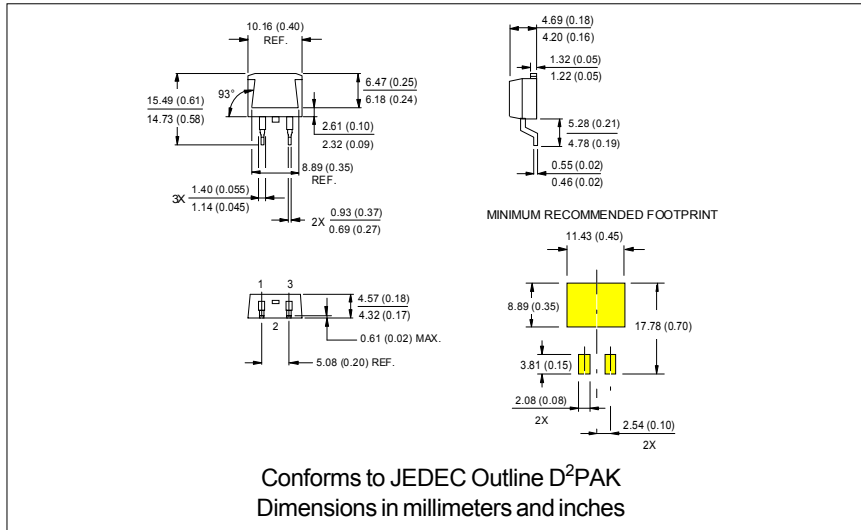 10.16 (0.40)
REF.
93°
15.49 (0.61)
14.73 (0.58)
6.47 (0.25)
6.18 (0.24)
2.61 (0.10)
2.32 (0.09)
8.89 (0.35)
REF.
3X
1.40 (0.055)
1.14 (0.045)
2X
0.93 (0.37)
0.69 (0.27)
4.69 (0.18)
4.20 (0.16)
1.32 (0.05)
1.22 (0.05)
5.28 (0.21)
4.78 (0.19)
0.55 (0.02)
0.46 (0.02)
1 3
2
4.57 (0.18)
4.32 (0.17)
0.61 (0.02) MAX.
5.08 (0.20) REF.
MINIMUM RECOMMENDED FOOTPRINT
11.43 (0.45)
8.89 (0.35)
17.78 (0.70)
3.81 (0.15)
2.08 (0.08)
2X
2.54 (0.10)
2X
Conforms to JEDEC Outline D²PAK
Dimensions in millimeters and inches